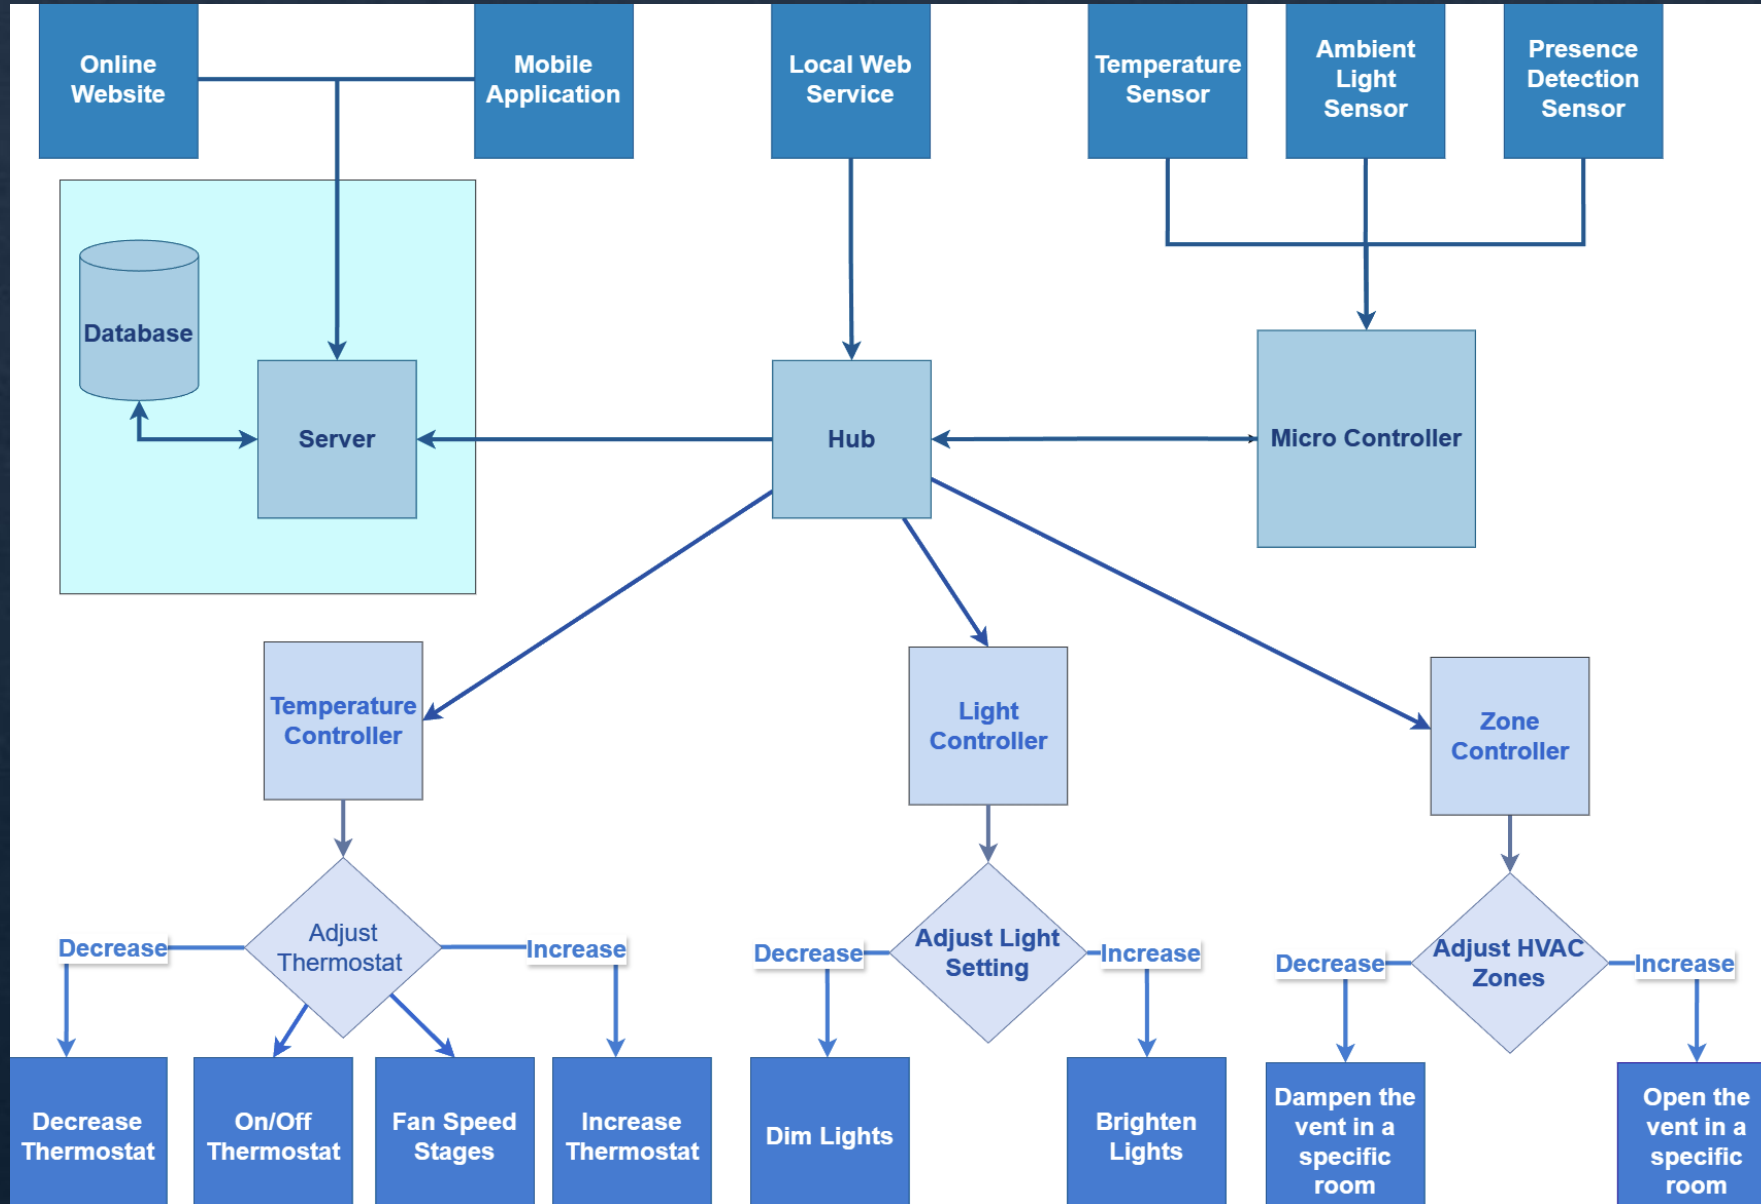 Online
Website
Mobile
Application
Local Web
Service
Temperature
Sensor
Ambient
Light
Sensor
Presence
Detection
Sensor
Database
Server
Hub
Micro Controller
Temperature
Controller
Light
Controller
Zone
Controller
Adjust
Thermostat
Decrease
Increase
Adjust Light
Setting
Decrease
Increase
Adjust HVAC
Zones
Decrease
Increase
Decrease
Thermostat
On/Off
Thermostat
Fan Speed
Stages
Increase
Thermostat
Dim Lights
Brighten
Lights
Dampen the
vent in a
specific
room
Open the
vent in a
specific
room